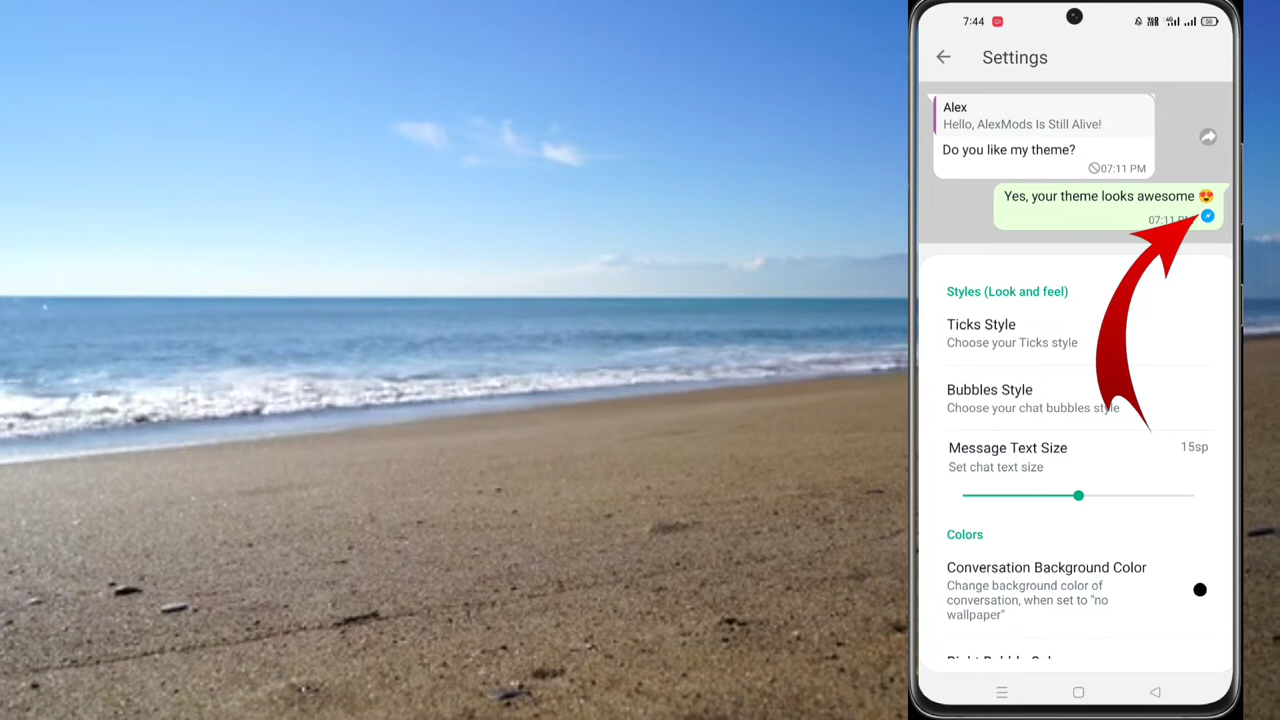 7:44
Settings
Alex
Hello, AlexMods Is Still Alive!
Do you like my theme?
07:11 PM
Yes, your theme looks awesome 😍
07:11
Styles (Look and feel)
Ticks Style
Choose your Ticks style
Bubbles Style
Choose your chat bubbles style
Message Text Size
15sp
Set chat text size
Colors
Conversation Background Color
Change background color of
conversation, when set to "no
wallpaper"